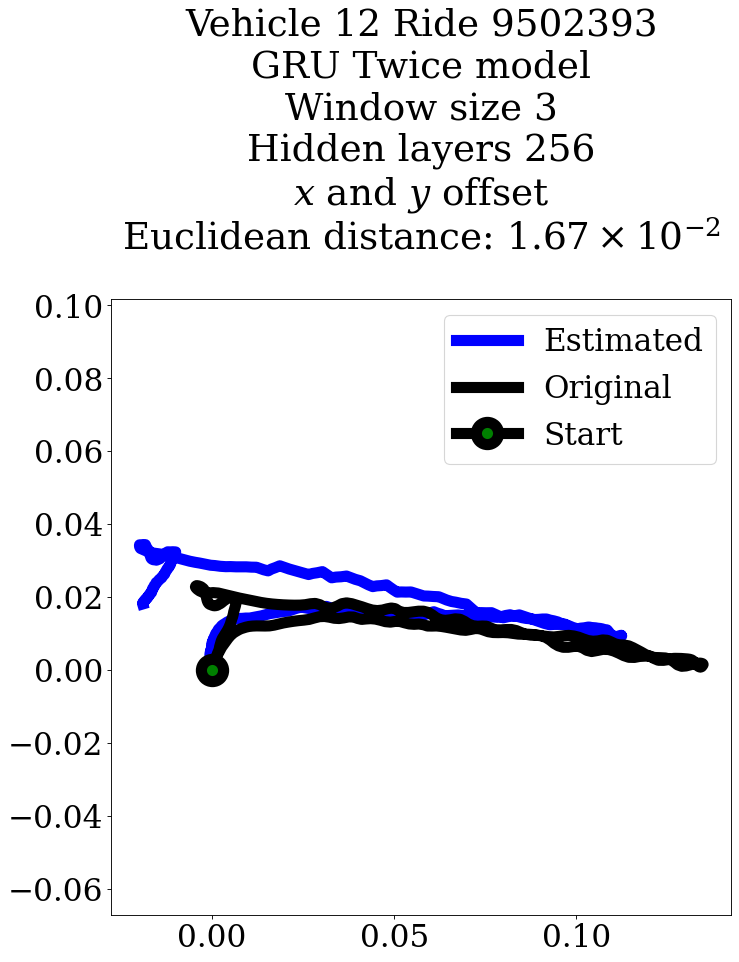 Vehicle 12 Ride 9502393
GRU Twice model
Window size 3
Hidden layers 256
x and y offset
Euclidean distance: 1.67 × 10⁻²
0.10
0.08
0.06
0.04
0.02
0.00
−0.02
−0.04
−0.06
Estimated
Original
Start
0.00 0.05 0.10